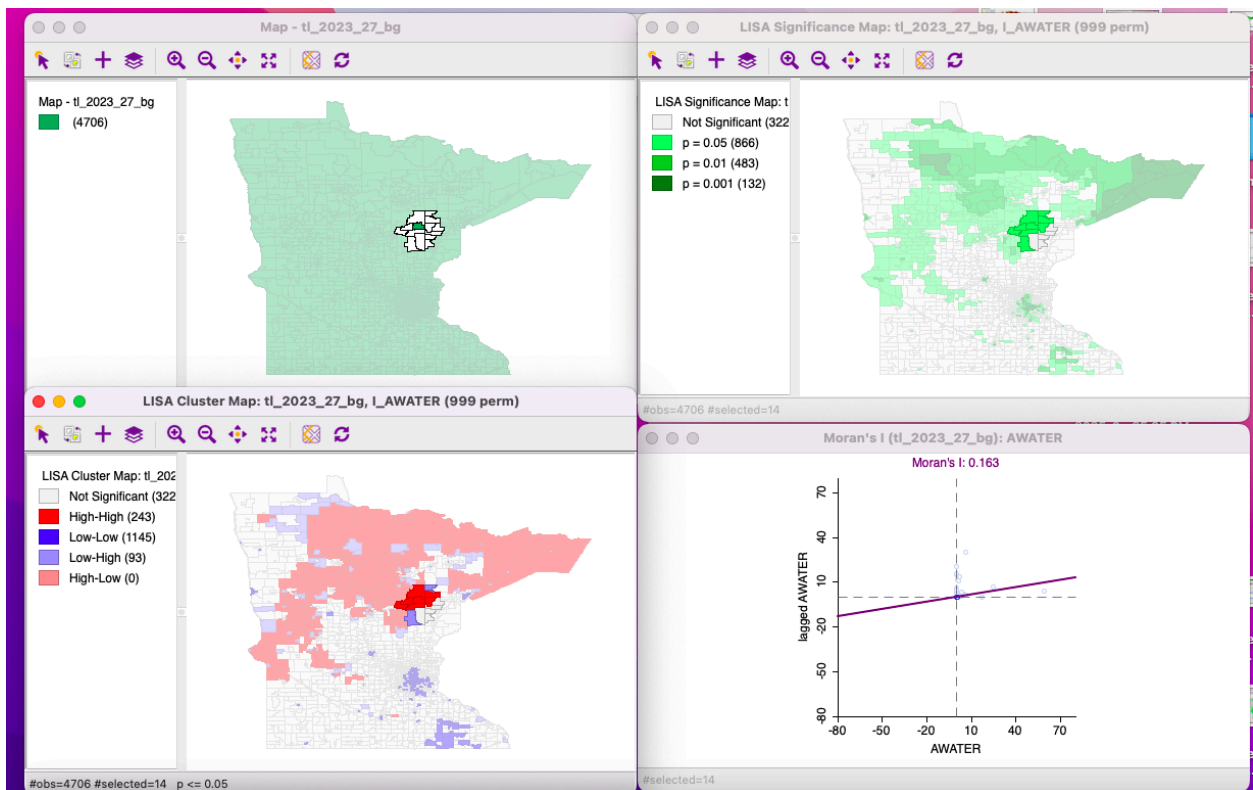 Map - tl_2023_27_bg
Map - tl_2023_27_bg
(4706)
LISA Significance Map: tl_2023_27_bg, I_AWATER (999 perm)
LISA Significance Map: t
Not Significant (322
p = 0.05 (866)
p = 0.01 (483)
p = 0.001 (132)
#obs=4706 #selected=14
LISA Cluster Map: tl_2023_27_bg, I_AWATER (999 perm)
LISA Cluster Map: tl_202
Not Significant (322
High-High (243)
Low-Low (1145)
Low-High (93)
High-Low (0)
#obs=4706 #selected=14 p <= 0.05
Moran's I (tl_2023_27_bg): AWATER
Moran's I: 0.163
lagged AWATER
70
40
10
-20
-50
-80
-80 -50 -20 10 40 70
AWATER
#selected=14